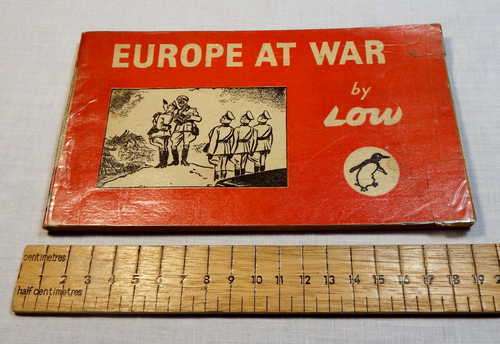 EUROPE AT WAR
by
Low
centimetres
1 2 3 4 5 6 7 8 9 10 11 12 13 14 15 16 17 18 19
half centimetres